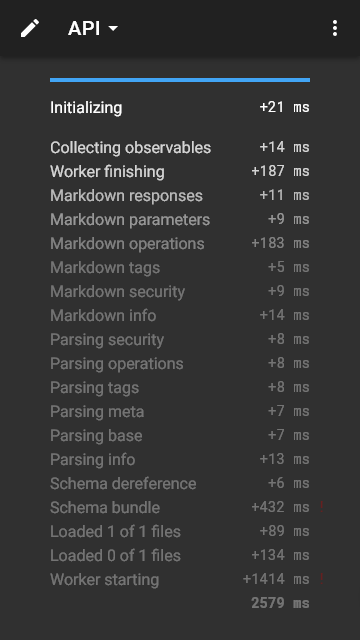 API
Initializing +21 ms
Collecting observables +14 ms
Worker finishing +187 ms
Markdown responses +11 ms
Markdown parameters +9 ms
Markdown operations +183 ms
Markdown tags +5 ms
Markdown security +9 ms
Markdown info +14 ms
Parsing security +8 ms
Parsing operations +8 ms
Parsing tags +8 ms
Parsing meta +7 ms
Parsing base +7 ms
Parsing info +13 ms
Schema dereference +6 ms
Schema bundle +432 ms !
Loaded 1 of 1 files +89 ms
Loaded 0 of 1 files +134 ms
Worker starting +1414 ms !
2579 ms